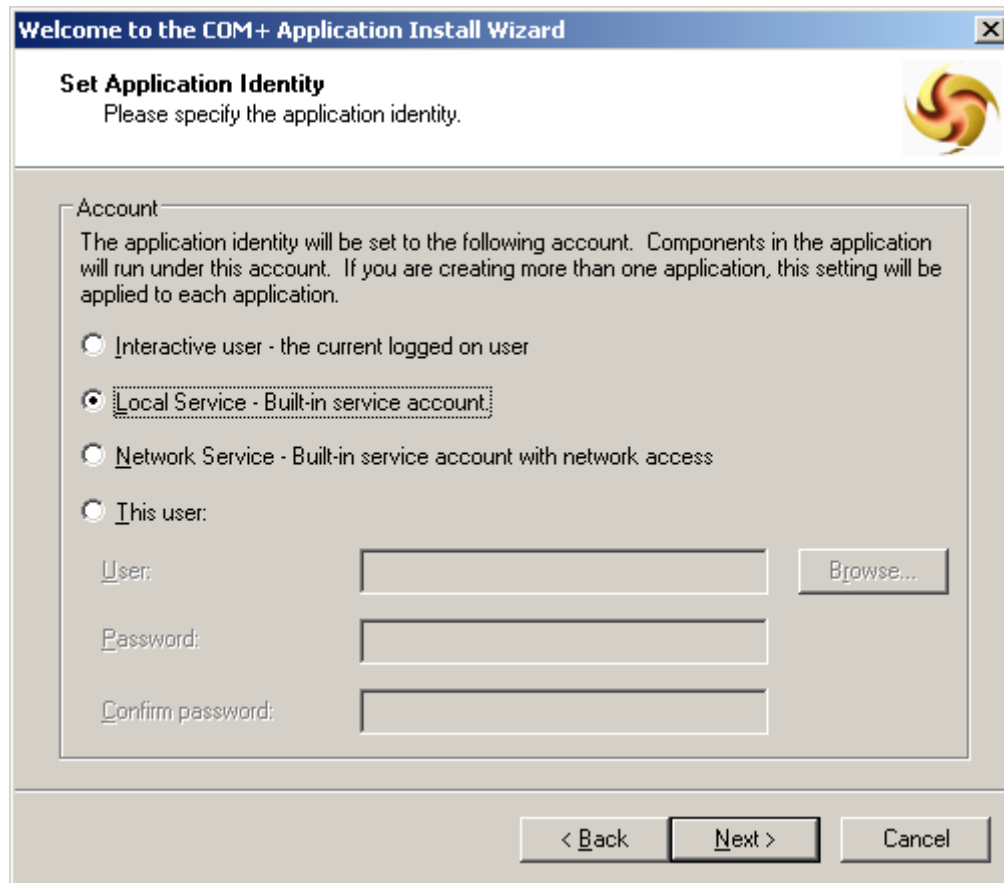 Welcome to the COM+ Application Install Wizard
Set Application Identity
Please specify the application identity.
Account
The application identity will be set to the following account.  Components in the application
will run under this account.  If you are creating more than one application, this setting will be
applied to each application.
Interactive user - the current logged on user
Local Service - Built-in service account.
Network Service - Built-in service account with network access
This user:
User:
Browse...
Password:
Confirm password:
< Back
Next >
Cancel